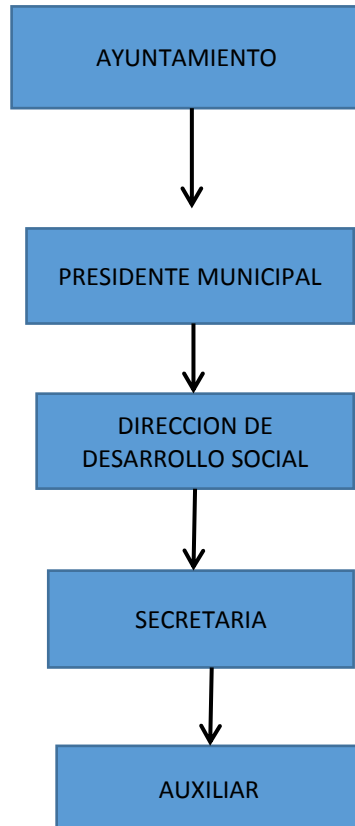 AYUNTAMIENTO
PRESIDENTE MUNICIPAL
DIRECCION DE
DESARROLLO SOCIAL
SECRETARIA
AUXILIAR